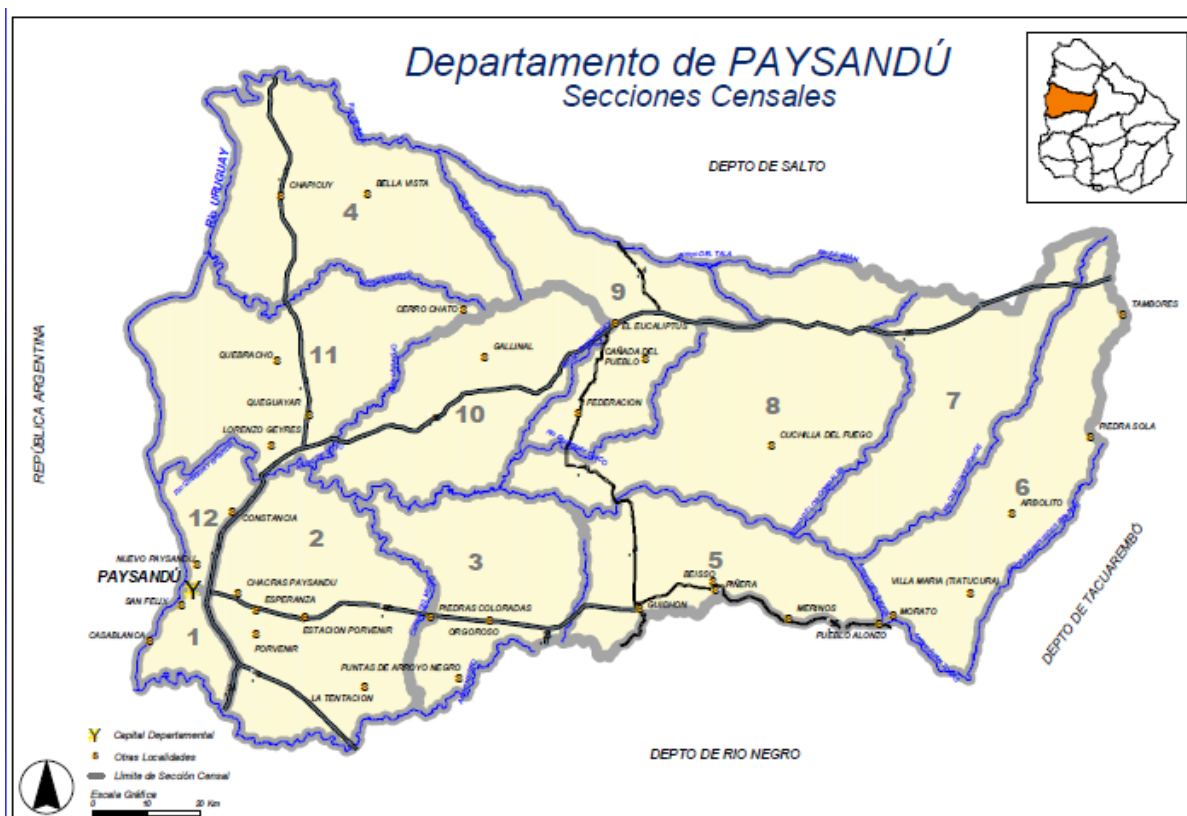 Departamento de PAYSANDÚ
Secciones Censales
DEPTO DE SALTO
Río URUGUAY
CHAPICUY
BELLA VISTA
4
9
CERRO CHATO
EL EUCALIPTUS
TAMBORES
REPÚBLICA ARGENTINA
QUEBRACHO
11
GALLINAL
CAÑADA DEL
PUEBLO
7
QUEGUAYAR
10
FEDERACION
8
LORENZO GEYRES
CUCHILLA DEL FUEGO
PIEDRA SOLA
6
ARBOLITO
12
CONSTANCIA
2
3
5
NUEVO PAYSANDU
PAYSANDÚ
CHACRAS PAYSANDU
BEISSO
PIÑERA
VILLA MARIA (TIATUCURA)
DEPTO DE TACUAREMBÓ
SAN FELIX
ESPERANZA
PIEDRAS COLORADAS
GUICHON
MERINOS
MORATO
CASABLANCA
1
ESTACION PORVENIR
ORGOROSO
PUEBLO ALONZO
PORVENIR
PUNTAS DE ARROYO NEGRO
LA TENTACION
DEPTO DE RIO NEGRO
Y Capital Departamental
s Otras Localidades
Límite de Sección Censal
Escala Gráfica
0 10 20 Km